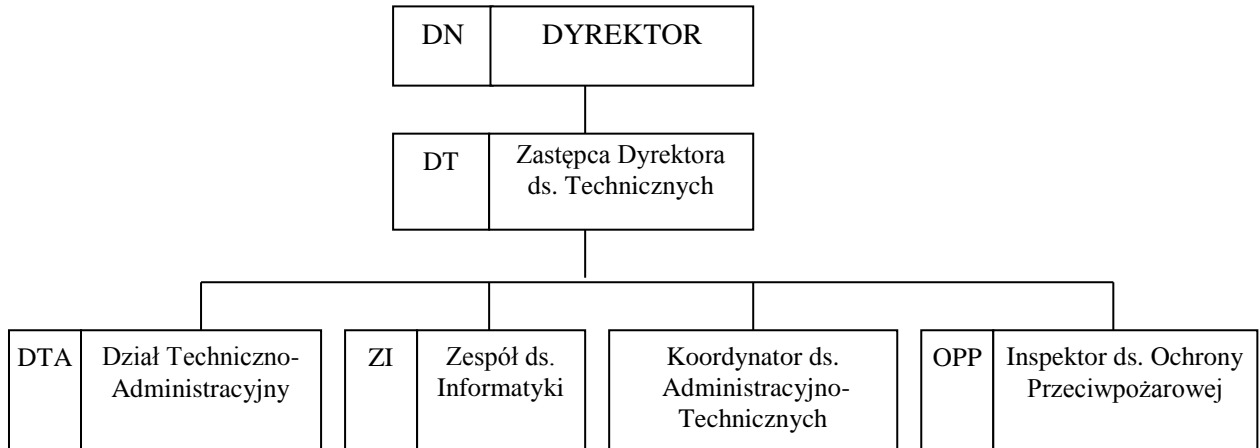 DN DYREKTOR
DT Zastępca Dyrektora
ds. Technicznych
DTA Dział Techniczno-
Administracyjny
ZI Zespół ds.
Informatyki
Koordynator ds.
Administracyjno-
Technicznych
OPP Inspektor ds. Ochrony
Przeciwpożarowej